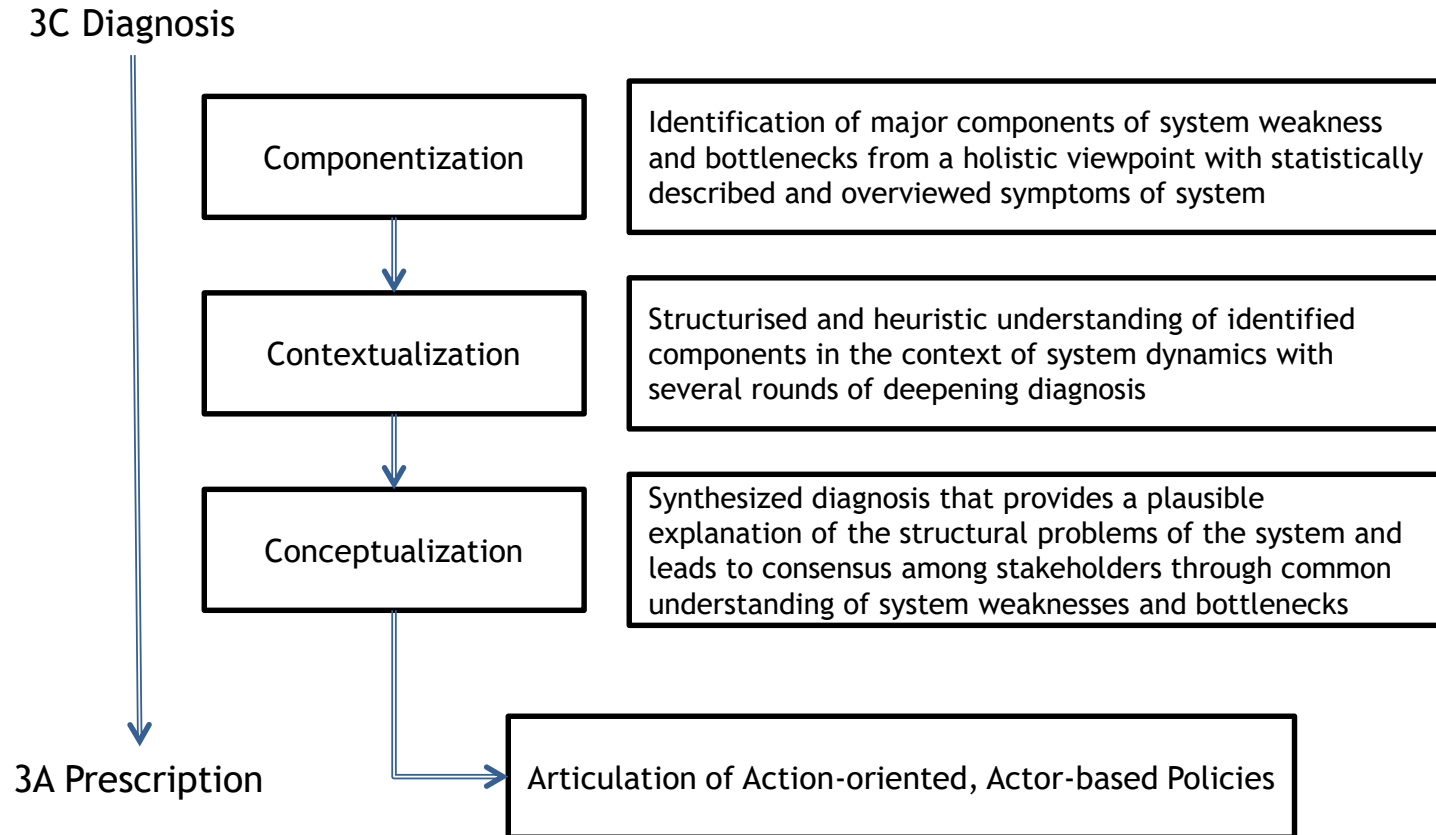 3C Diagnosis
Componentization
Identification of major components of system weakness
and bottlenecks from a holistic viewpoint with statistically
described and overviewed symptoms of system
Contextualization
Structurised and heuristic understanding of identified
components in the context of system dynamics with
several rounds of deepening diagnosis
Conceptualization
Synthesized diagnosis that provides a plausible
explanation of the structural problems of the system and
leads to consensus among stakeholders through common
understanding of system weaknesses and bottlenecks
3A Prescription
Articulation of Action-oriented, Actor-based Policies